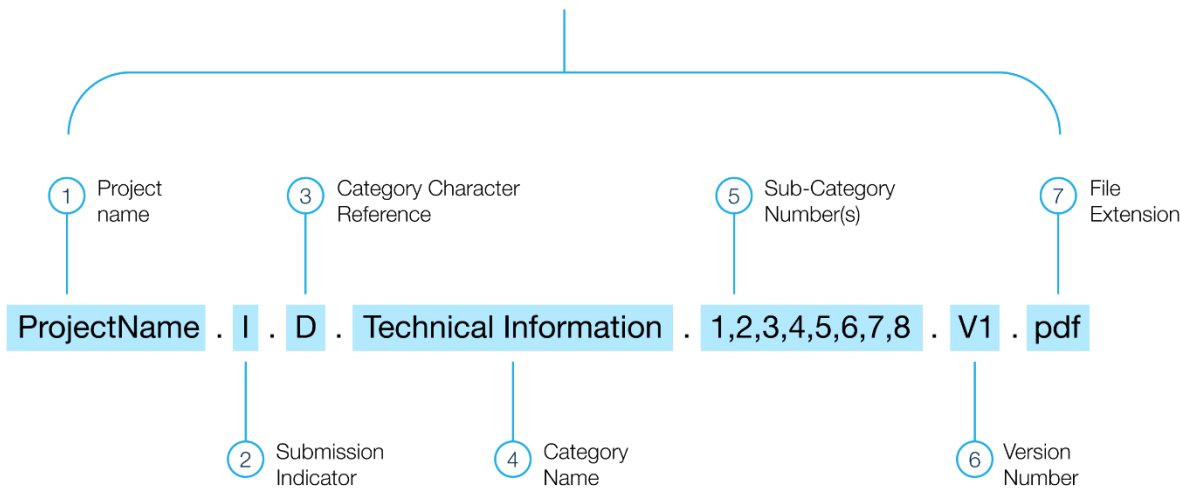 1 Project
name
3 Category Character
Reference
5 Sub-Category
Number(s)
7 File
Extension
ProjectName . I . D . Technical Information . 1,2,3,4,5,6,7,8 . V1 . pdf
2 Submission
Indicator
4 Category
Name
6 Version
Number